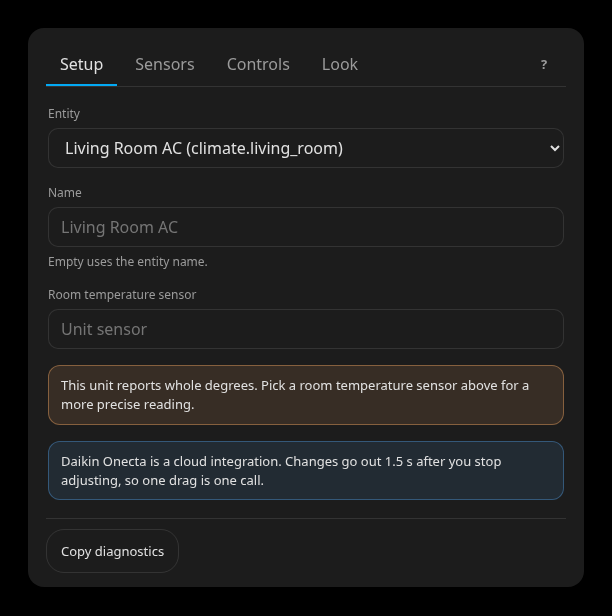 Setup Sensors Controls Look ?
Entity
Living Room AC (climate.living_room)
Name
Living Room AC
Empty uses the entity name.
Room temperature sensor
Unit sensor
This unit reports whole degrees. Pick a room temperature sensor above for a
more precise reading.
Daikin Onecta is a cloud integration. Changes go out 1.5 s after you stop
adjusting, so one drag is one call.
Copy diagnostics